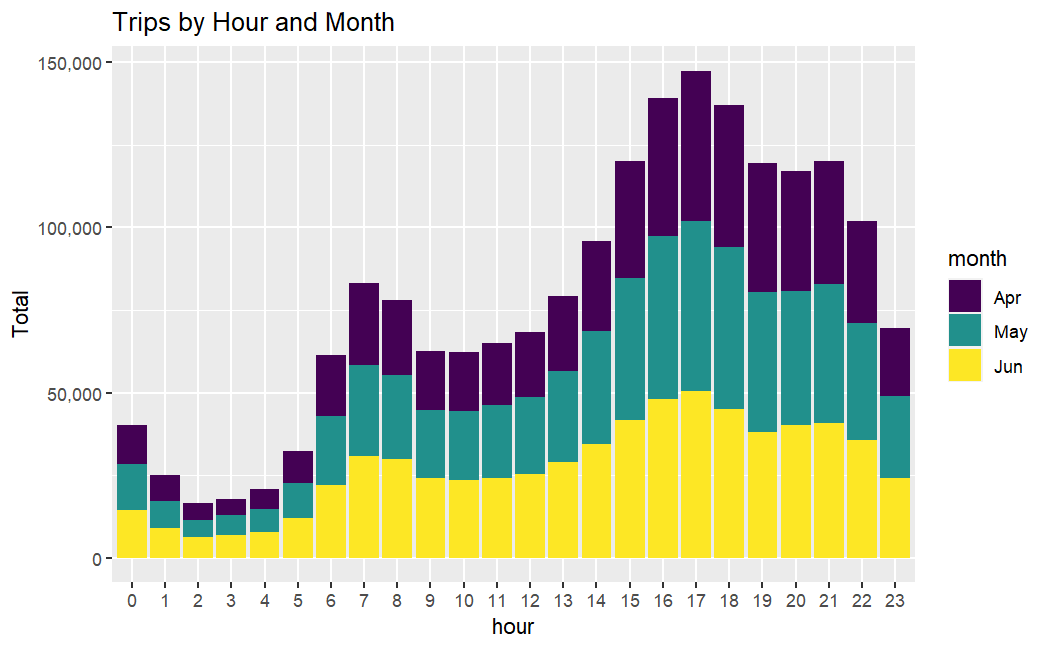 Trips by Hour and Month
150,000
100,000
50,000
0
Total
0 1 2 3 4 5 6 7 8 9 10 11 12 13 14 15 16 17 18 19 20 21 22 23
hour
month
Apr
May
Jun